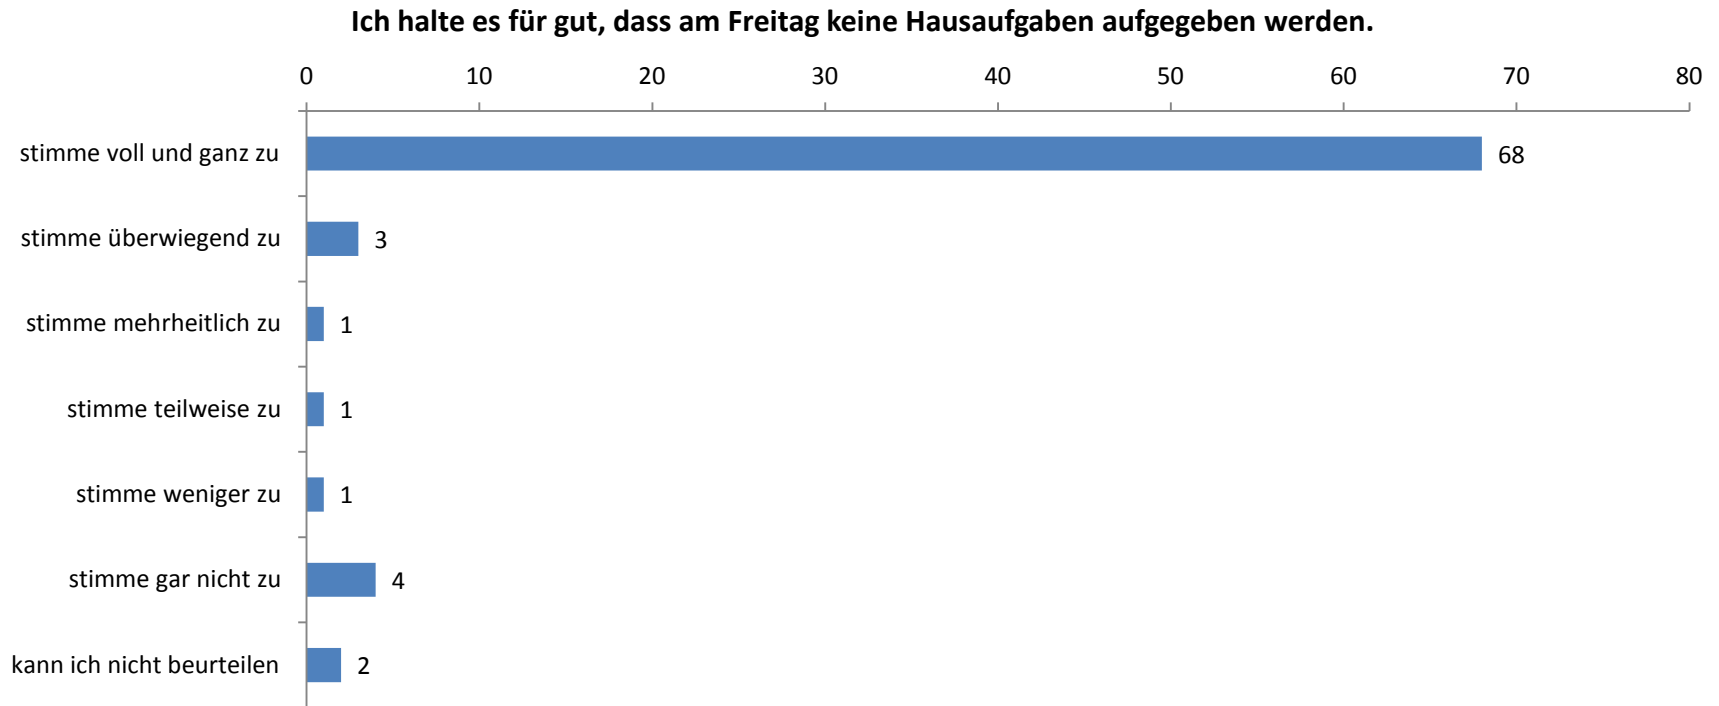 Ich halte es für gut, dass am Freitag keine Hausaufgaben aufgegeben werden.
0 10 20 30 40 50 60 70 80
stimme voll und ganz zu 68
stimme überwiegend zu 3
stimme mehrheitlich zu 1
stimme teilweise zu 1
stimme weniger zu 1
stimme gar nicht zu 4
kann ich nicht beurteilen 2